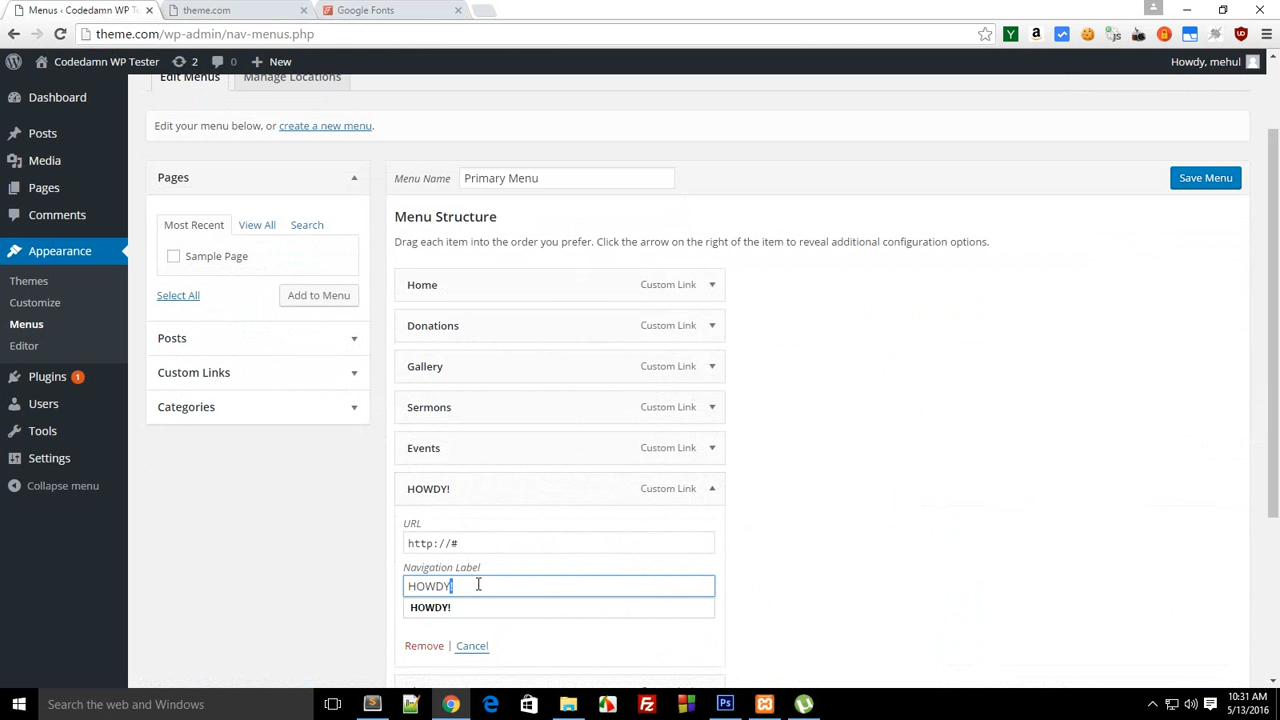 Menus ‹ Codedamn WP T
theme.com
Google Fonts
theme.com/wp-admin/nav-menus.php
Codedamn WP Tester
2
0
New
Howdy, mehul
Dashboard
Posts
Media
Pages
Comments
Appearance
Themes
Customize
Menus
Editor
Plugins 1
Users
Tools
Settings
Collapse menu
Edit Menus
Manage Locations
Edit your menu below, or create a new menu.
Pages
Most Recent
View All
Search
Sample Page
Select All
Add to Menu
Posts
Custom Links
Categories
Menu Name
Primary Menu
Save Menu
Menu Structure
Drag each item into the order you prefer. Click the arrow on the right of the item to reveal additional configuration options.
Home
Custom Link
Donations
Custom Link
Gallery
Custom Link
Sermons
Custom Link
Events
Custom Link
HOWDY!
Custom Link
URL
http://#
Navigation Label
HOWDY!
HOWDY!
Remove | Cancel
Search the web and Windows
10:31 AM
5/13/2016